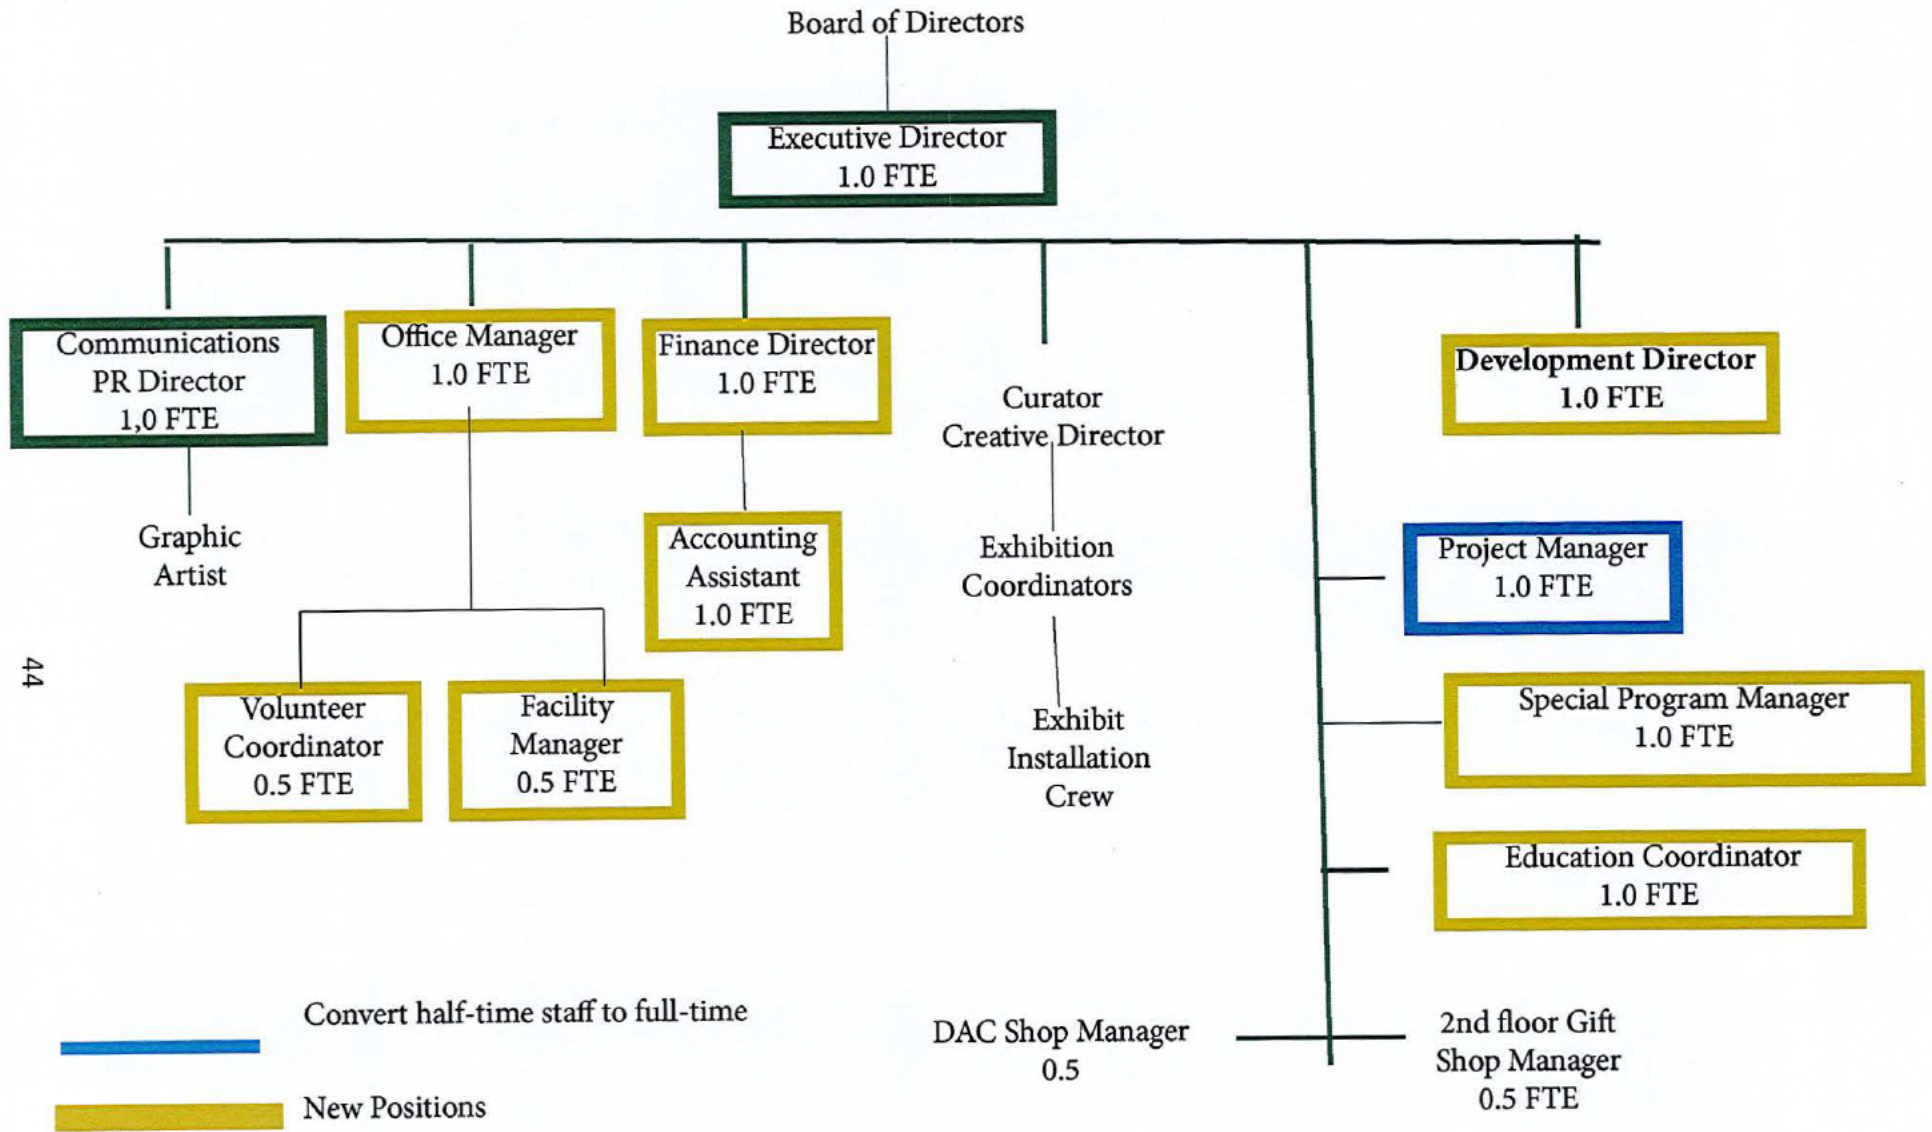 Board of Directors
Executive Director
1.0 FTE
Communications
PR Director
1,0 FTE
Office Manager
1.0 FTE
Finance Director
1.0 FTE
Curator
Creative Director
Development Director
1.0 FTE
Graphic
Artist
Accounting
Assistant
1.0 FTE
Exhibition
Coordinators
Project Manager
1.0 FTE
44
Volunteer
Coordinator
0.5 FTE
Facility
Manager
0.5 FTE
Exhibit
Installation
Crew
Special Program Manager
1.0 FTE
Education Coordinator
1.0 FTE
Convert half-time staff to full-time
New Positions
DAC Shop Manager
0.5
2nd floor Gift
Shop Manager
0.5 FTE